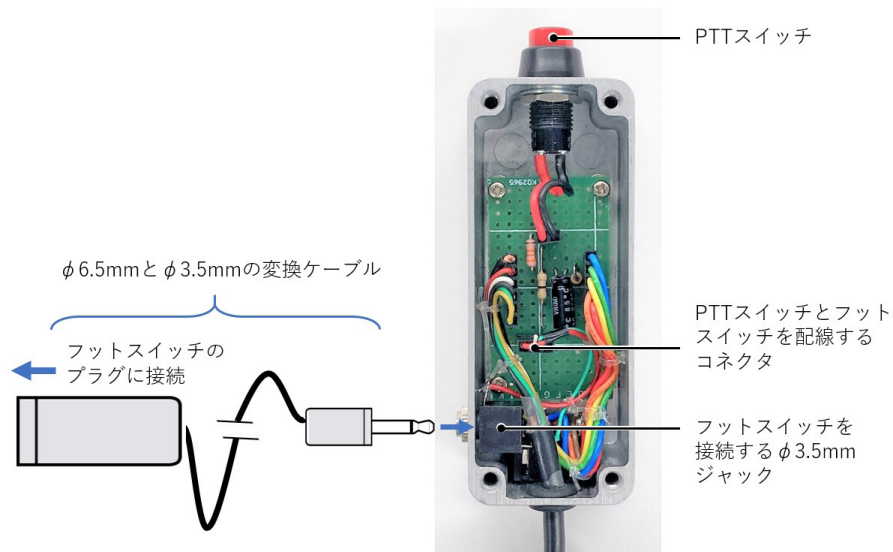 PTTスイッチ
φ6.5mmとφ3.5mmの変換ケーブル
フットスイッチの
プラグに接続
PTTスイッチとフット
スイッチを配線する
コネクタ
フットスイッチを
接続するφ3.5mm
ジャック
K02965